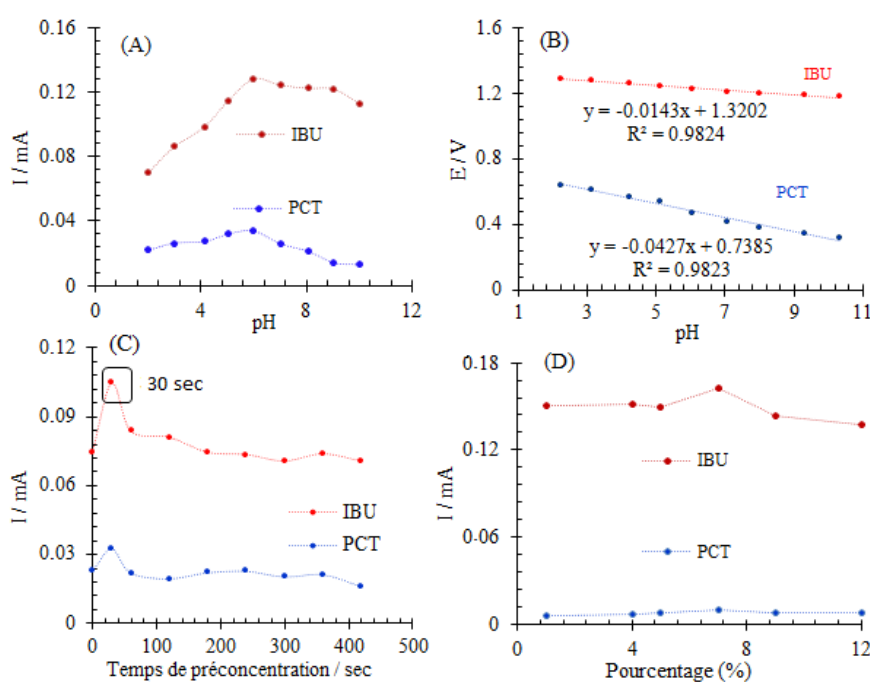 (A)
0.16
0.12
0.08
0.04
0
I / mA
IBU
PCT
0 4 8 12
pH
(B)
1.6
1.2
0.8
0.4
0
E / V
IBU
y = -0.0143x + 1.3202
R² = 0.9824
PCT
y = -0.0427x + 0.7385
R² = 0.9823
1 3 5 7 9 11
pH
(C)
0.12
0.09
0.06
0.03
0
I / mA
30 sec
IBU
PCT
0 100 200 300 400 500
Temps de préconcentration / sec
(D)
0.18
0.12
0.06
0
I / mA
IBU
PCT
0 4 8 12
Pourcentage (%)